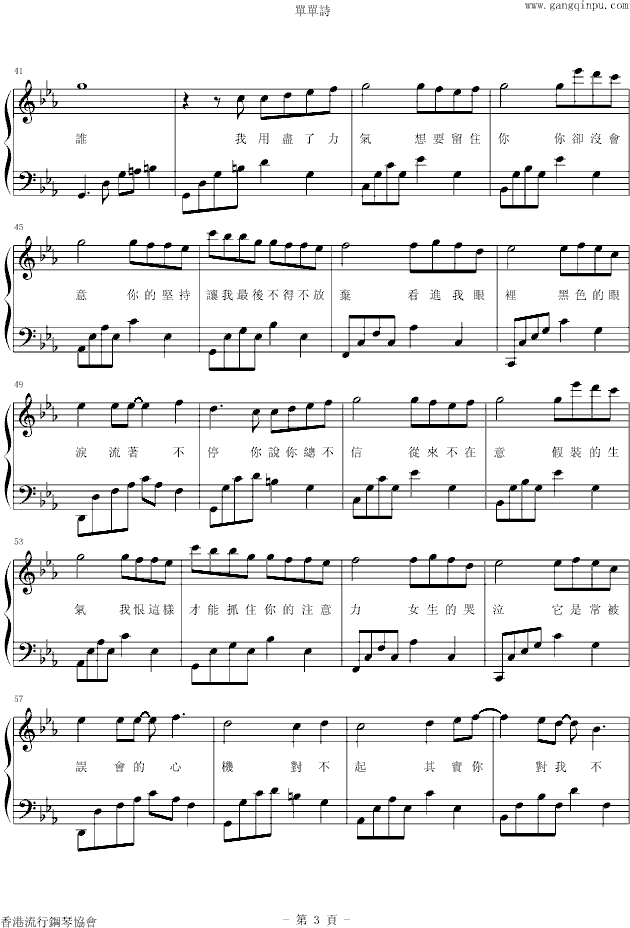 單單詩
www.gangqinpu.com
41
誰 我用盡了力氣 想要留住你 你卻沒會
45
意 你的堅持 讓我最後不得不放棄 看進我眼裡 黑色的眼
49
淚 流著 不停 你說你總不信 從來不在意 假裝的生
53
氣 我恨這樣 才能抓住你的注意力 女生的哭泣 它是常被
57
誤會的心機 對不起 其實你 對我不
香港流行鋼琴協會
- 第 3 頁 -